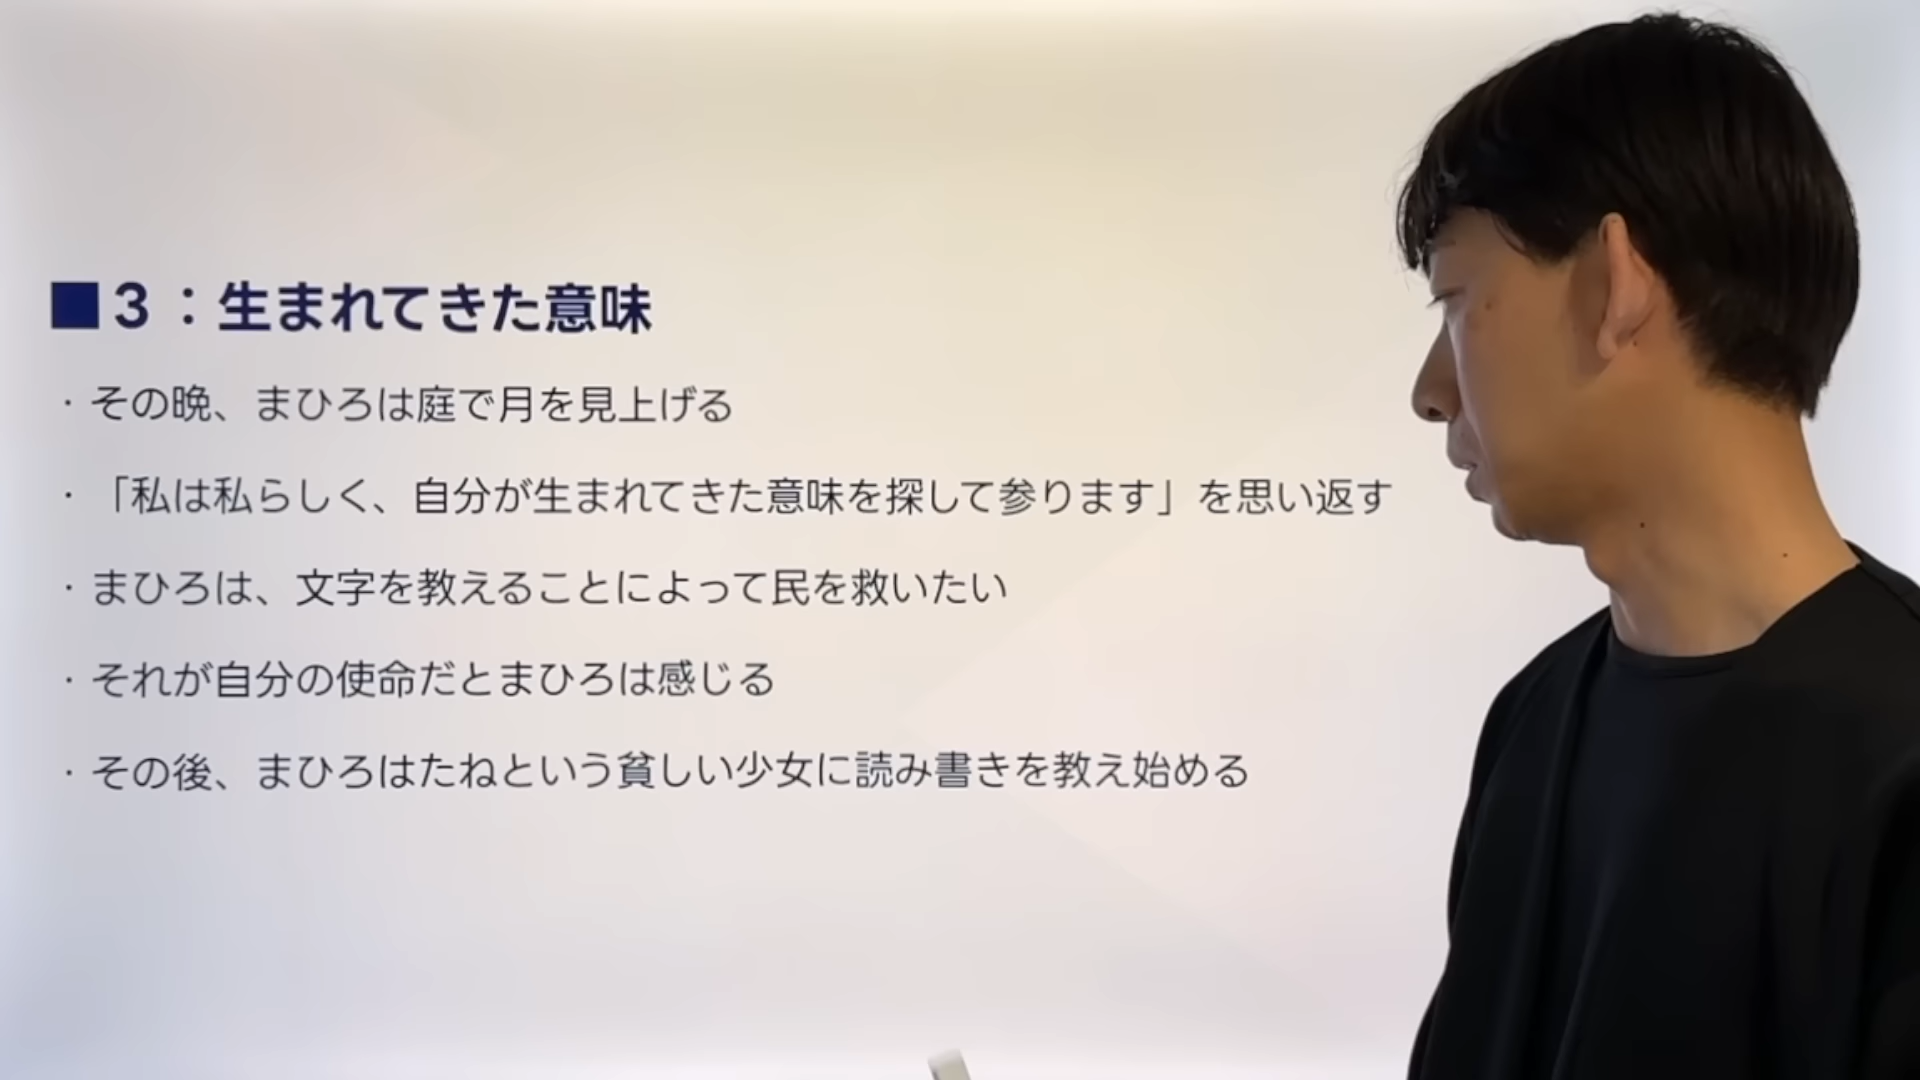 ■３：生まれてきた意味
・その晩、まひろは庭で月を見上げる
・「私は私らしく、自分が生まれてきた意味を探して参ります」を思い返す
・まひろは、文字を教えることによって民を救いたい
・それが自分の使命だとまひろは感じる
・その後、まひろはたねという貧しい少女に読み書きを教え始める